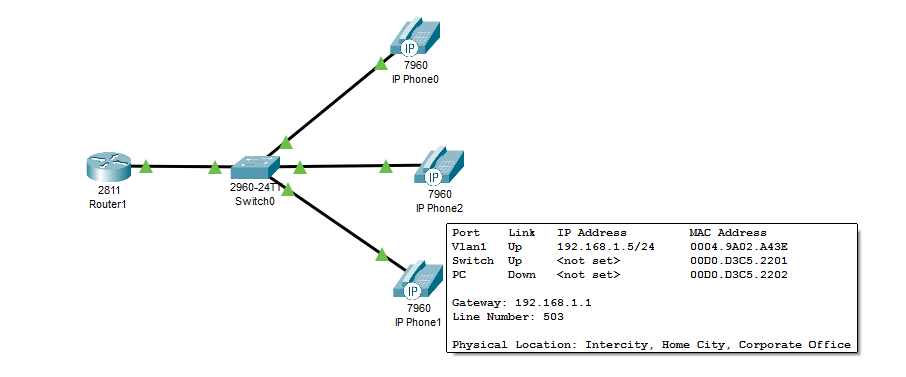 IP
7960
IP Phone0
2811
Router1
2960-24TT
Switch0
IP
7960
IP Phone2
IP
7960
IP Phone1
Port Link IP Address MAC Address
Vlan1 Up 192.168.1.5/24 0004.9A02.A43E
Switch Up <not set> 00D0.D3C5.2201
PC Down <not set> 00D0.D3C5.2202
Gateway: 192.168.1.1
Line Number: 503
Physical Location: Intercity, Home City, Corporate Office